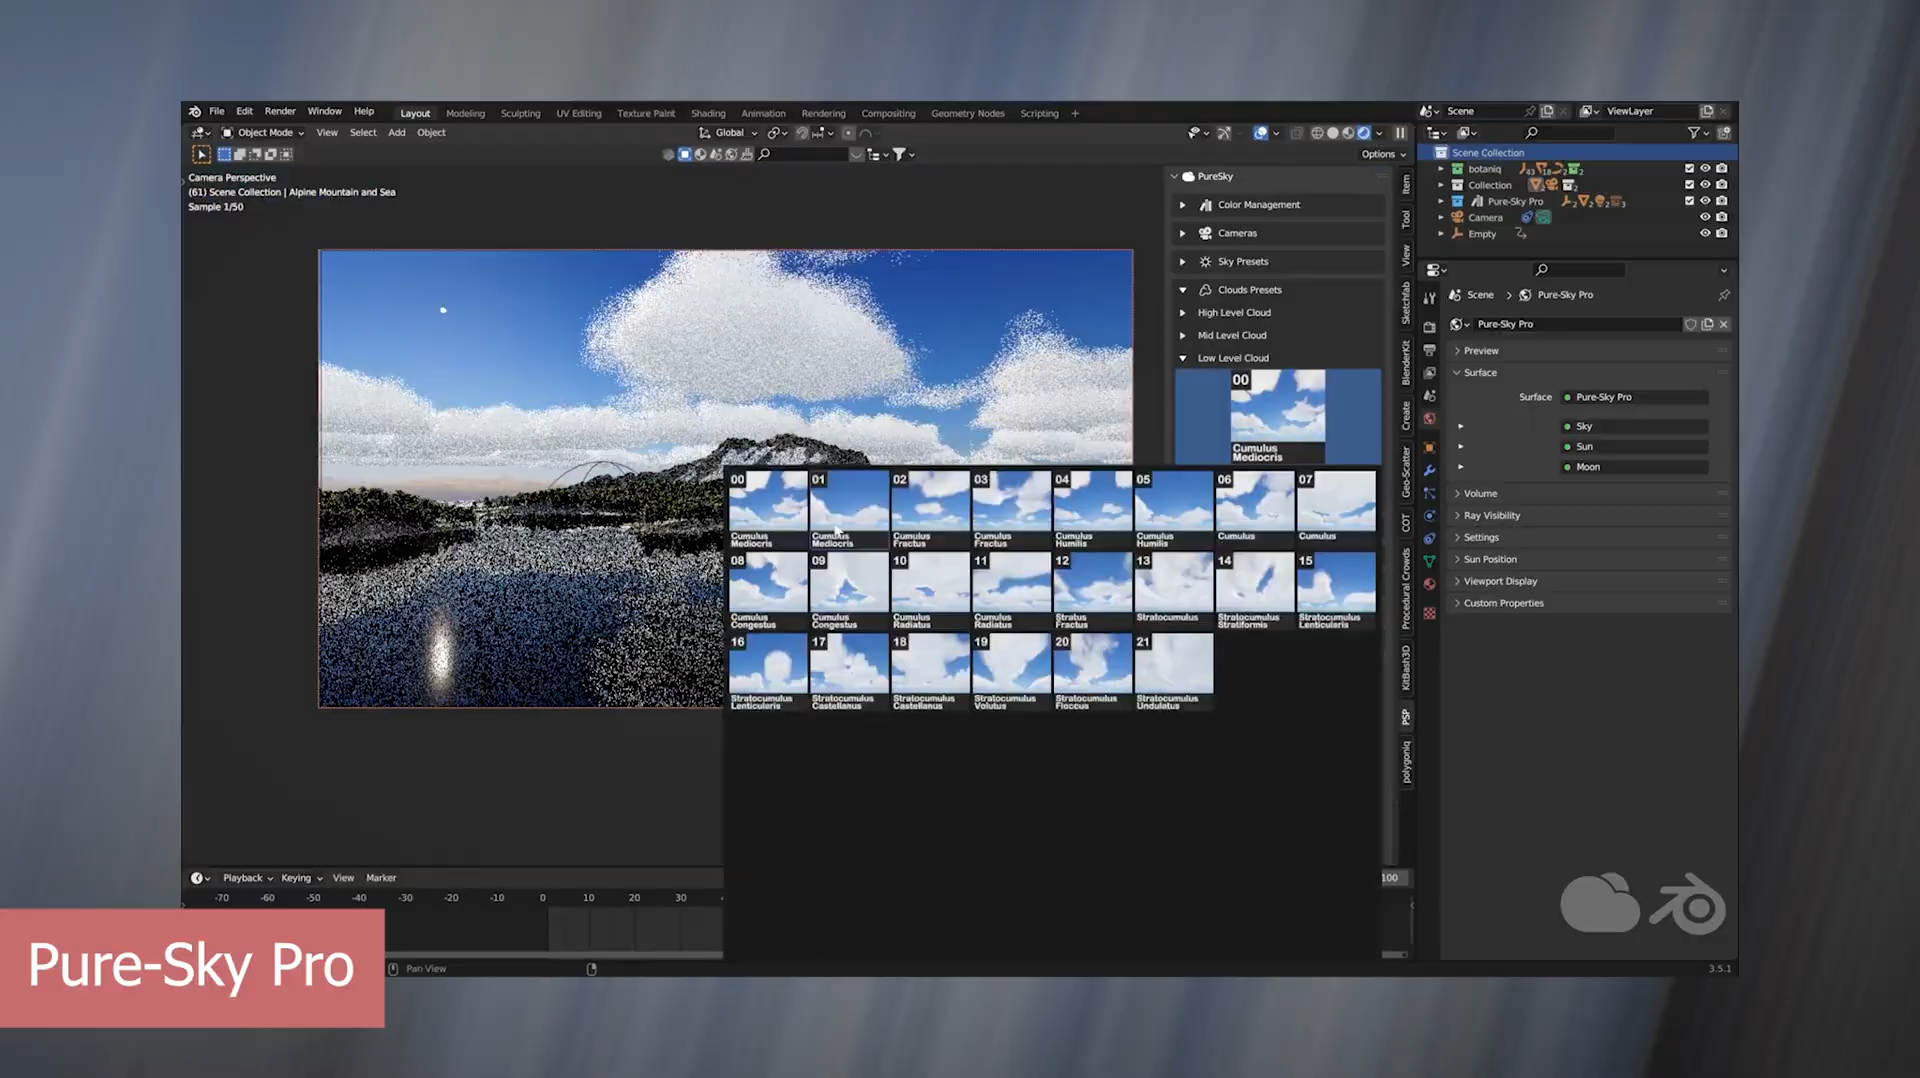 File Edit Render Window Help Layout Modeling Sculpting UV Editing Texture Paint Shading Animation Rendering Compositing Geometry Nodes Scripting +
Scene ViewLayer
Object Mode View Select Add Object Global
Options
Camera Perspective
(61) Scene Collection | Alpine Mountain and Sea
Sample 1/50
PureSky
Color Management
Cameras
Sky Presets
Clouds Presets
High Level Cloud
Mid Level Cloud
Low Level Cloud
00
Cumulus
Mediocris
00 01 02 03 04 05 06 07
Cumulus Mediocris
Cumulus Mediocris
Cumulus Fractus
Cumulus Fractus
Cumulus Humilis
Cumulus Humilis
Cumulus
Cumulus
08 09 10 11 12 13 14 15
Cumulus Congestus
Cumulus Congestus
Cumulus Radiatus
Cumulus Radiatus
Stratus Fractus
Stratocumulus
Stratocumulus Stratiformis
Stratocumulus Lenticularis
16 17 18 19 20 21
Stratocumulus Lenticularis
Stratocumulus Castellanus
Stratocumulus Castellanus
Stratocumulus Volutus
Stratocumulus Floccus
Stratocumulus Undulatus
Item
Tool
View
Sketchfab
BlenderKit
Create
Geo-Scatter
COT
Procedural Crowds
KitBash3D
PSP
polygoniq
Scene Collection
botaniq
Collection
Pure-Sky Pro
Camera
Empty
Scene > Pure-Sky Pro
Pure-Sky Pro
Preview
Surface
Surface Pure-Sky Pro
Sky
Sun
Moon
Volume
Ray Visibility
Settings
Sun Position
Viewport Display
Custom Properties
Playback Keying View Marker
100
-70 -60 -50 -40 -30 -20 -10 0 10 20 30
Pan View
3.5.1
Pure-Sky Pro